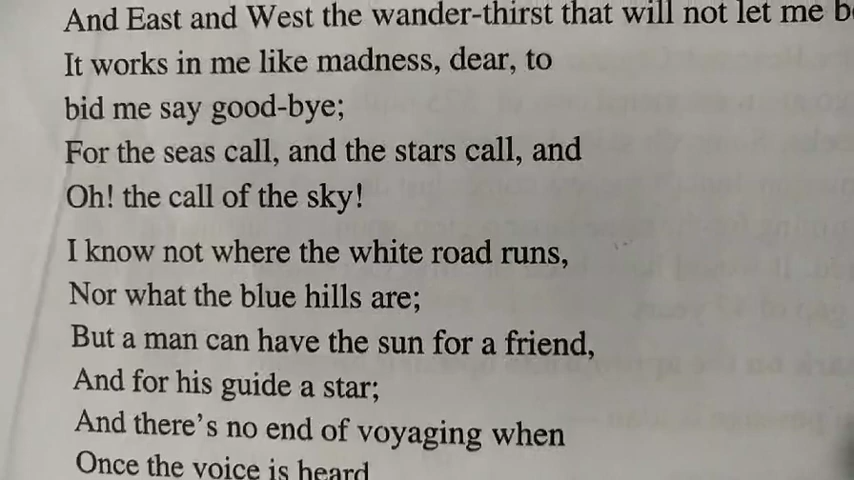 And East and West the wander-thirst that will not let me
It works in me like madness, dear, to
bid me say good-bye;
For the seas call, and the stars call, and
Oh! the call of the sky!
I know not where the white road runs,
Nor what the blue hills are;
But a man can have the sun for a friend,
And for his guide a star;
And there's no end of voyaging when
Once the voice is heard